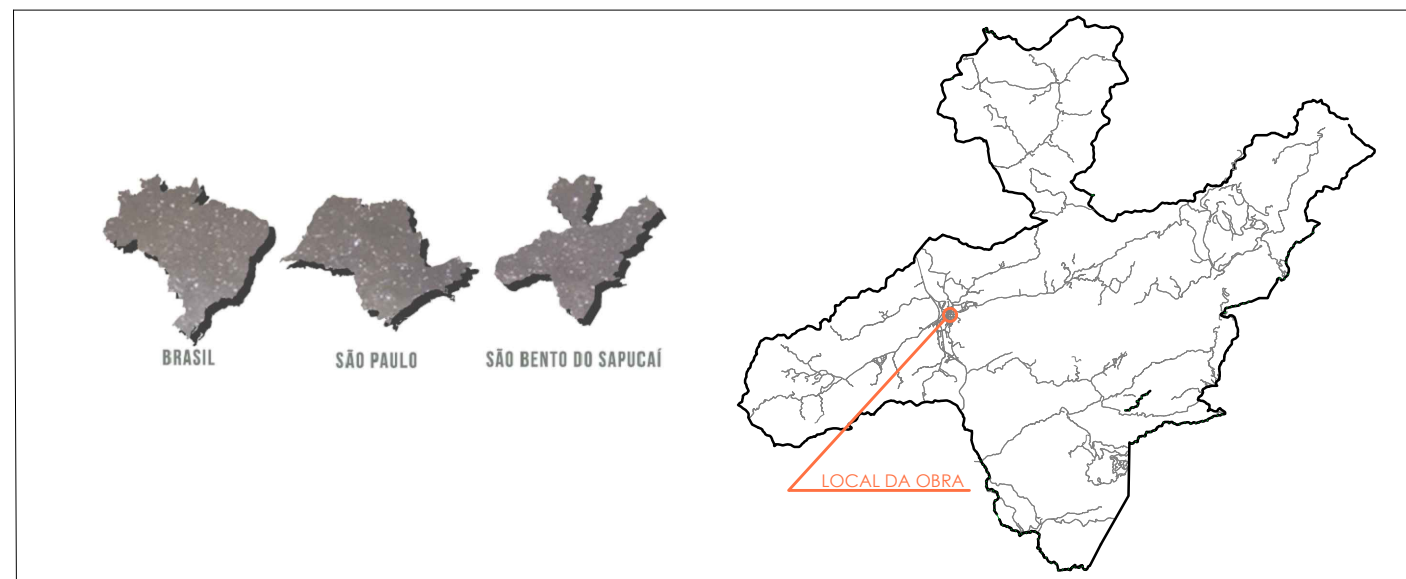 BRASIL
SÃO PAULO
SÃO BENTO DO SAPUCAÍ
LOCAL DA OBRA